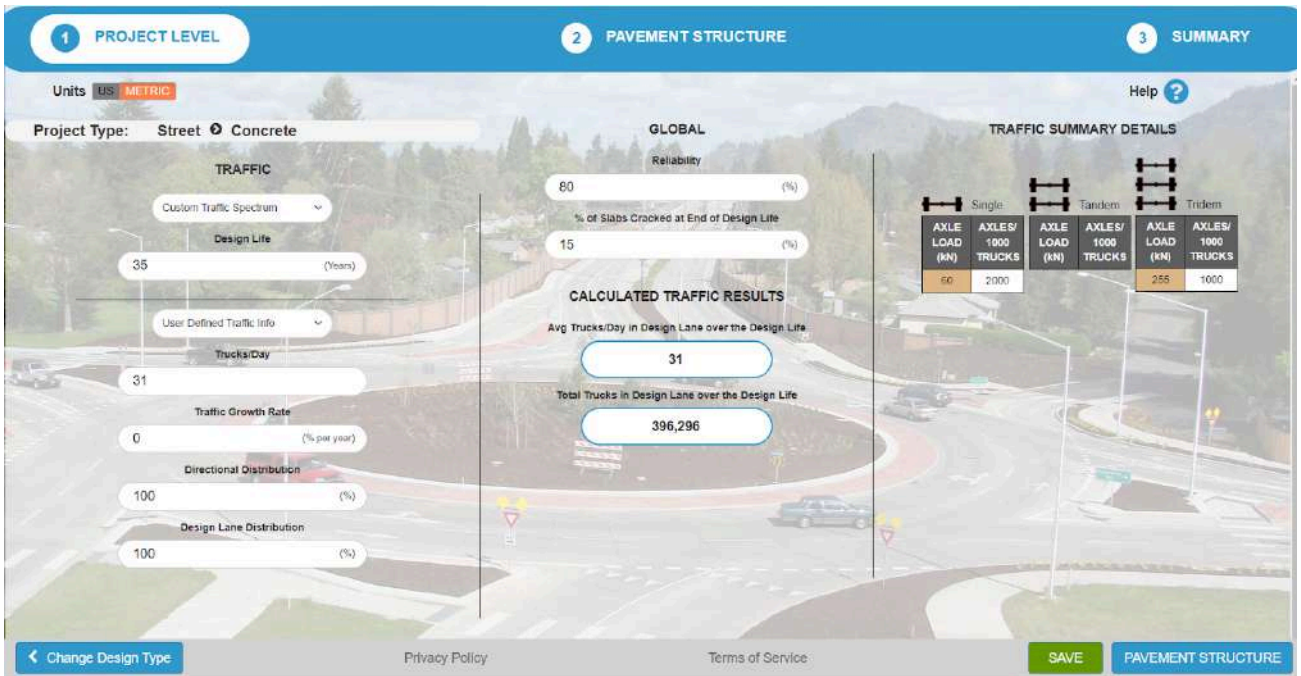 1 PROJECT LEVEL
2 PAVEMENT STRUCTURE
3 SUMMARY
Units US METRIC
Help ?
Project Type: Street Concrete
TRAFFIC
Custom Traffic Spectrum
Design Life
35 (Years)
User Defined Traffic Info
Trucks/Day
31
Traffic Growth Rate
0 (% per year)
Directional Distribution
100 (%)
Design Lane Distribution
100 (%)
GLOBAL
Reliability
80 (%)
% of Slabs Cracked at End of Design Life
15 (%)
CALCULATED TRAFFIC RESULTS
Avg Trucks/Day in Design Lane over the Design Life
31
Total Trucks in Design Lane over the Design Life
396,296
TRAFFIC SUMMARY DETAILS
Single Tandem Tridem
AXLE AXLES/ AXLE AXLES/ AXLE AXLES/
LOAD 1000 LOAD 1000 LOAD 1000
(kN) TRUCKS (kN) TRUCKS (kN) TRUCKS
60 2000 255 1000
Change Design Type
Privacy Policy
Terms of Service
SAVE
PAVEMENT STRUCTURE